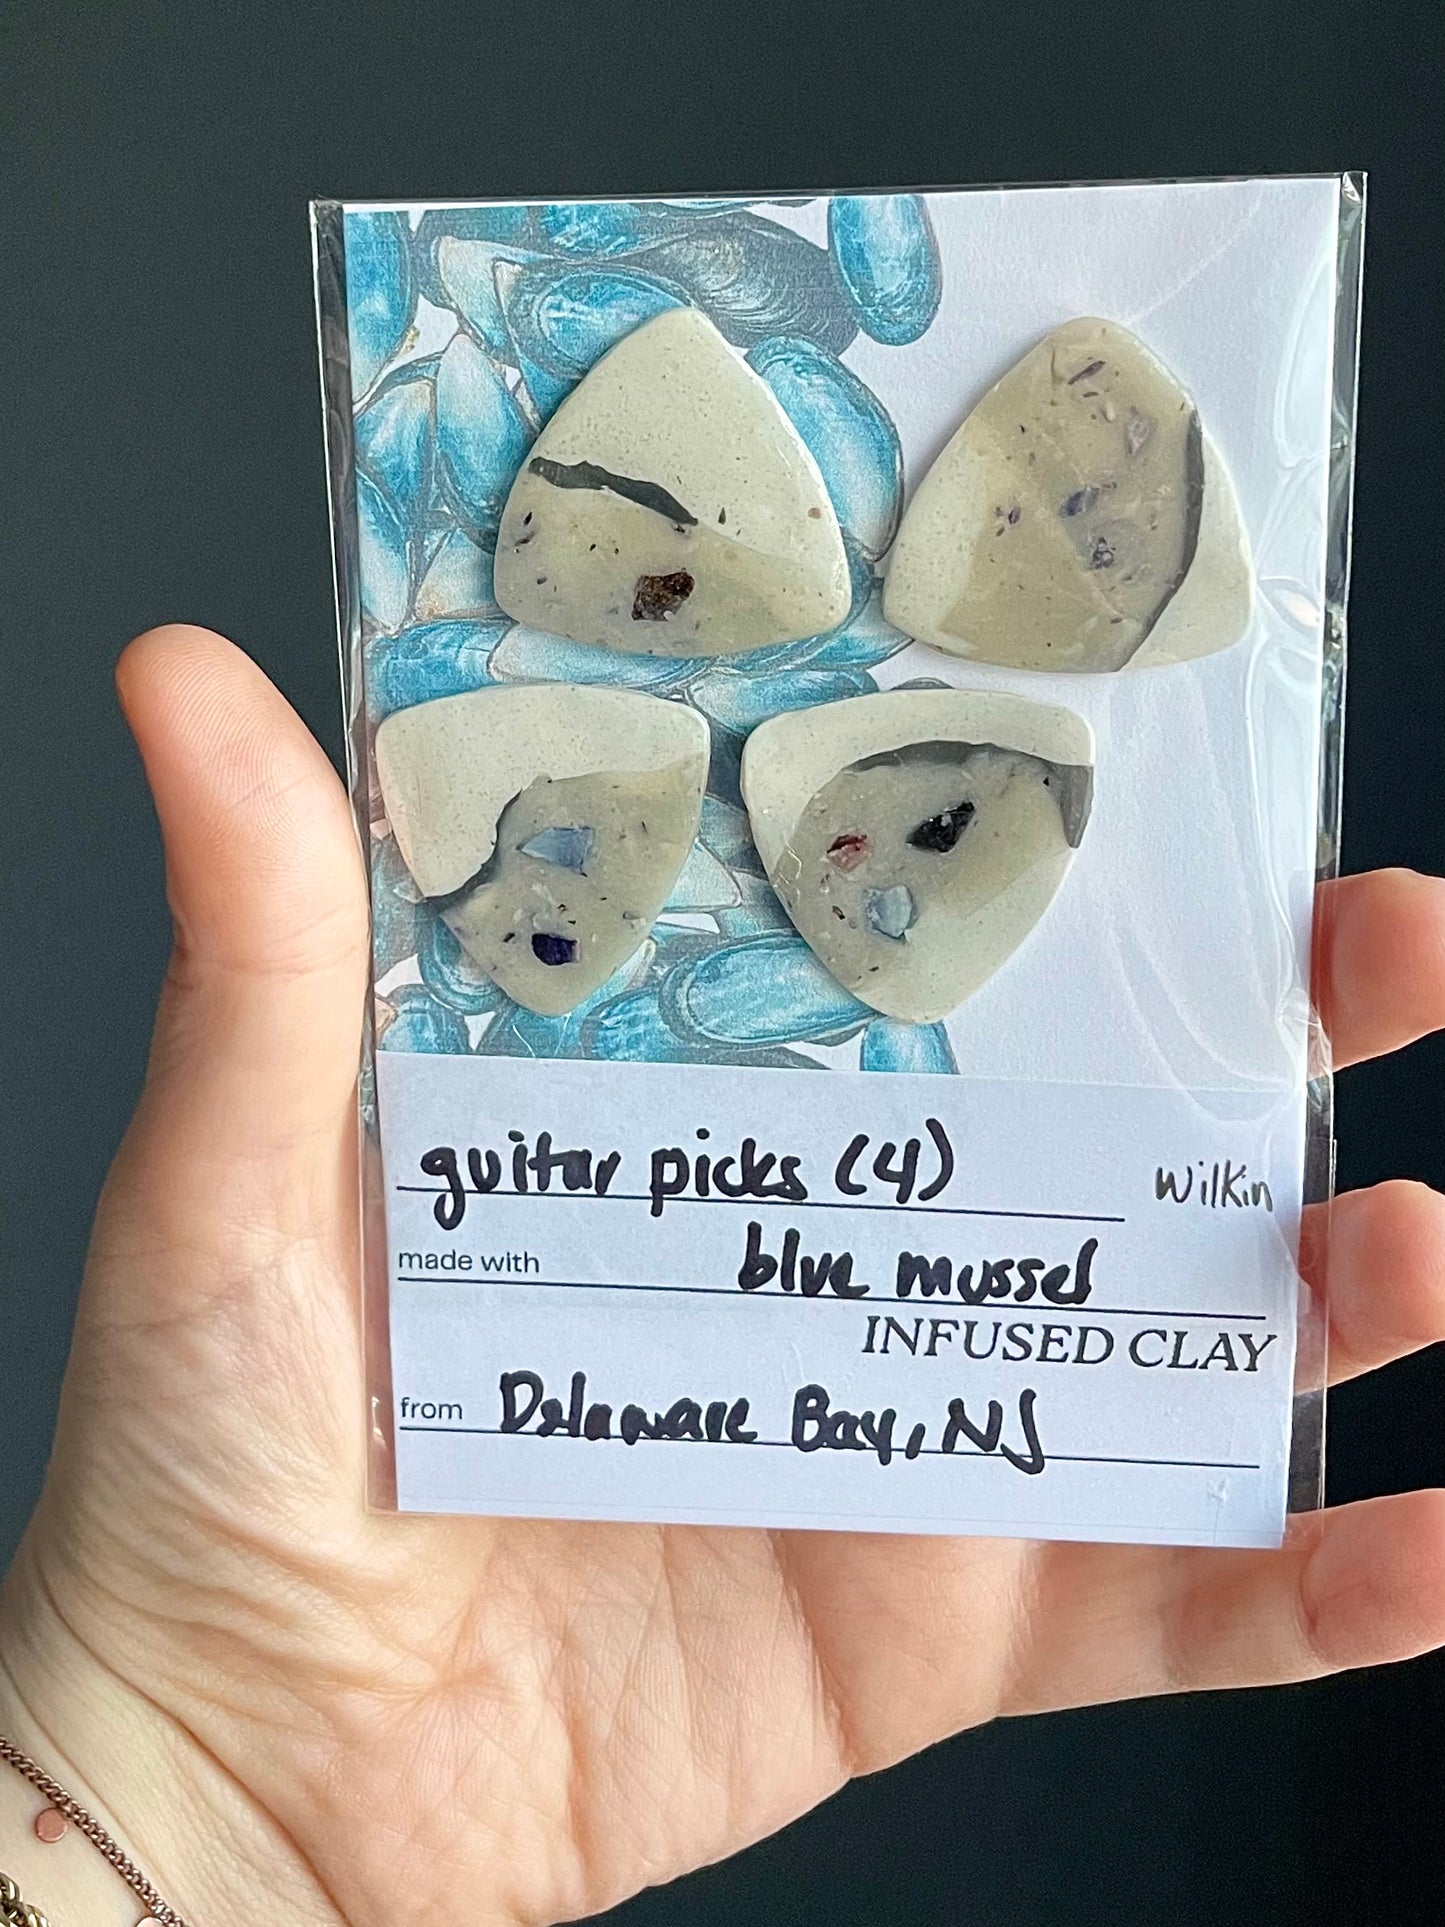 guitar picks (4)
Wilkin
made with blue mussel
INFUSED CLAY
from Delaware Bay, NJ